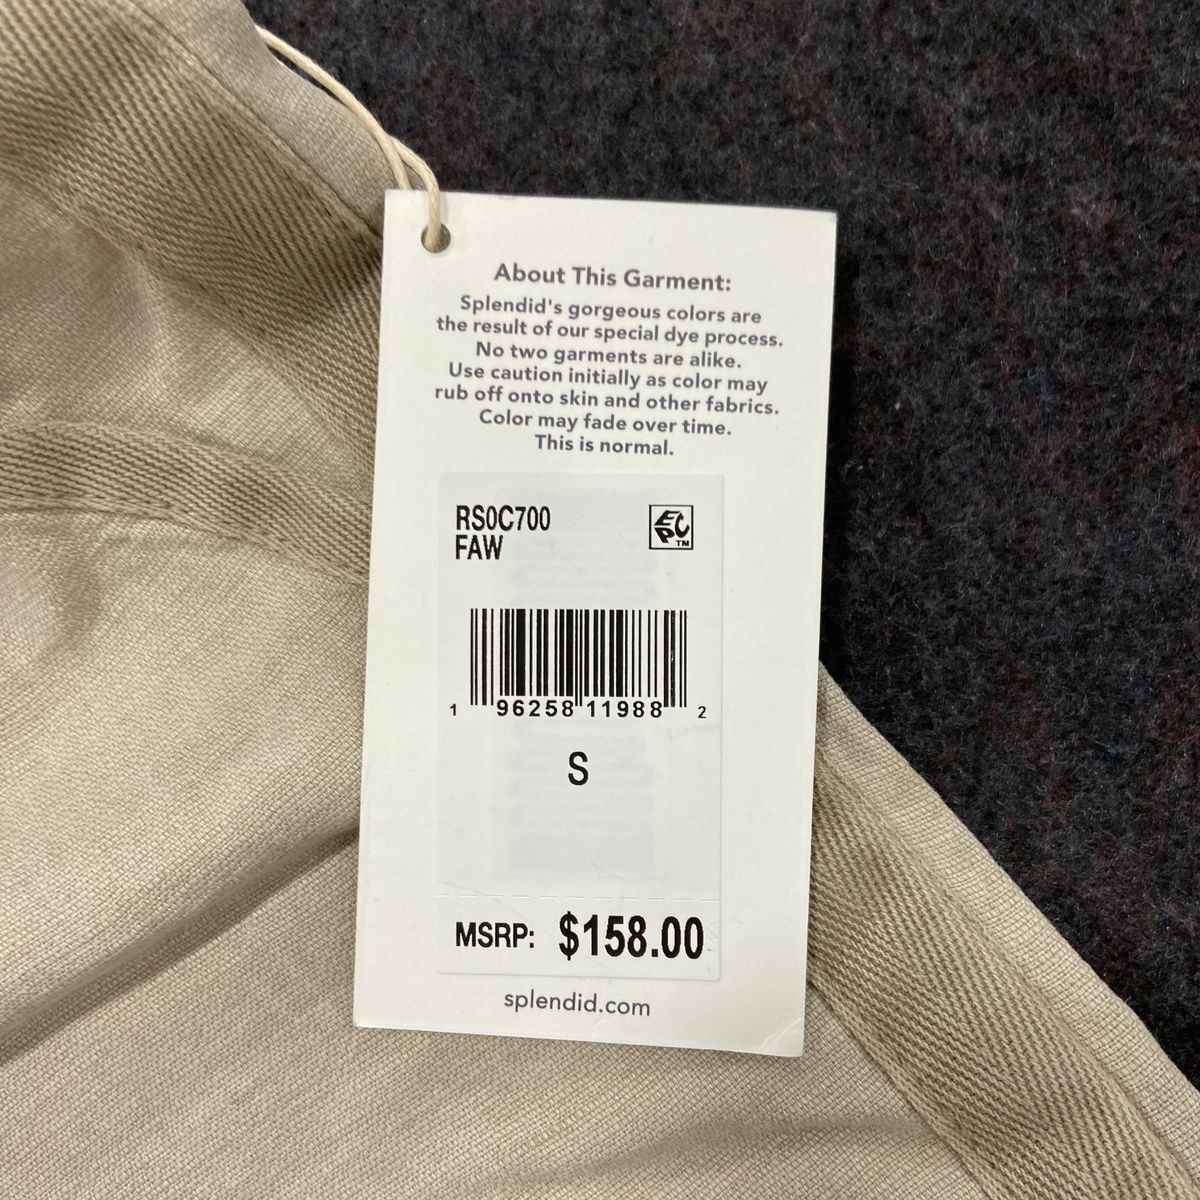 About This Garment:
Splendid's gorgeous colors are
the result of our special dye process.
No two garments are alike.
Use caution initially as color may
rub off onto skin and other fabrics.
Color may fade over time.
This is normal.
RS0C700
FAW
EPC™
1 96258 11988 2
S
MSRP: $158.00
splendid.com